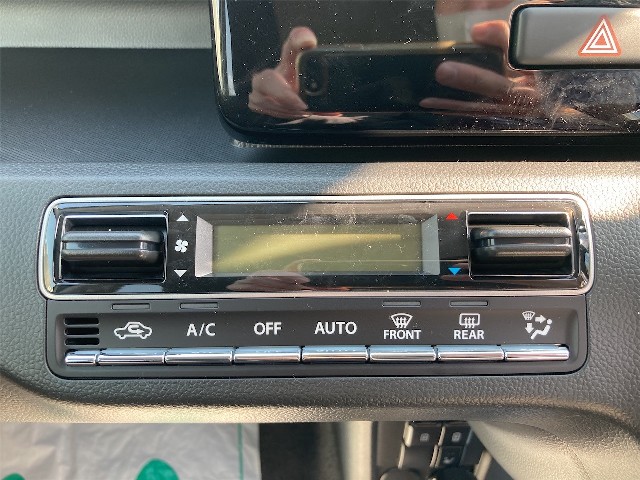 A/C OFF AUTO FRONT REAR